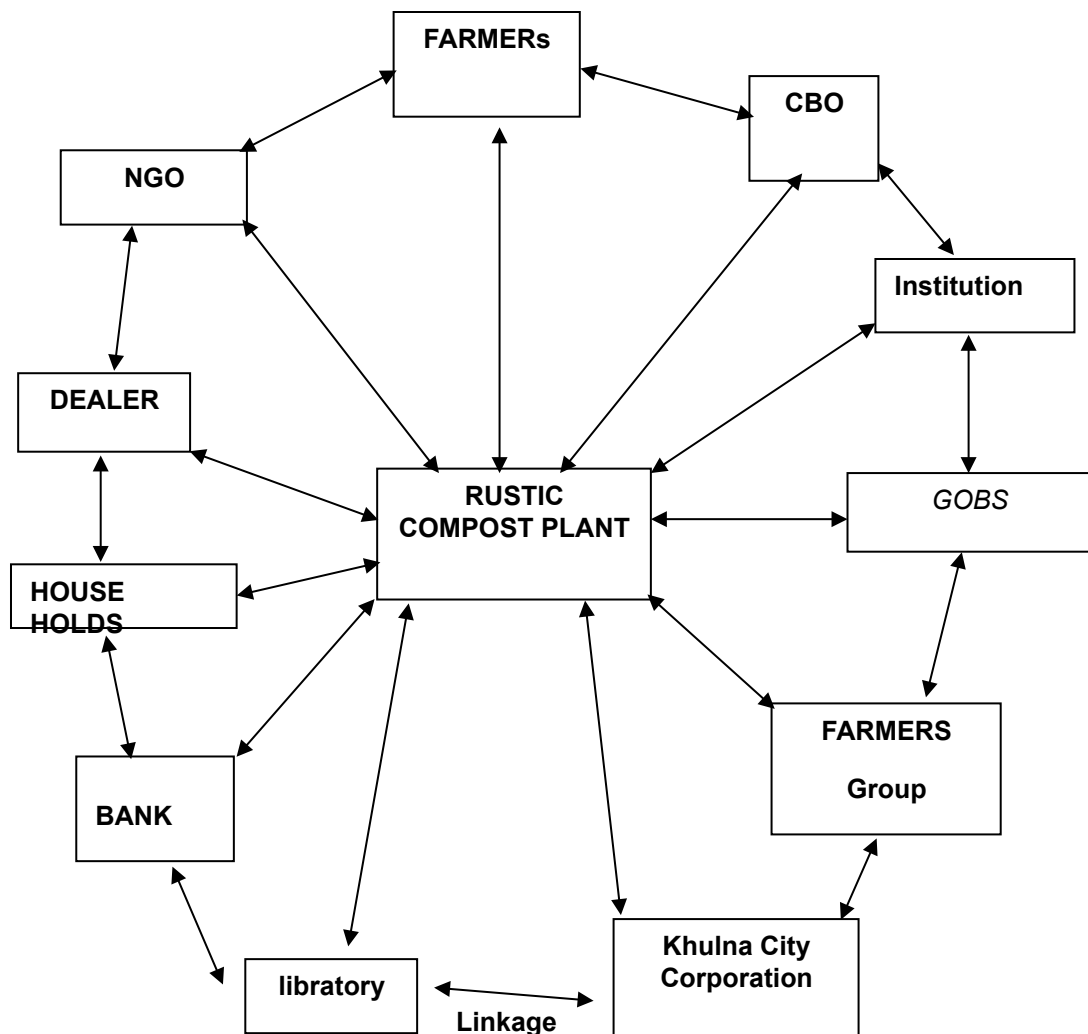 FARMERs
CBO
NGO
Institution
DEALER
RUSTIC
COMPOST PLANT
GOBS
HOUSE
HOLDS
FARMERS
Group
BANK
Khulna City
Corporation
libratory
Linkage